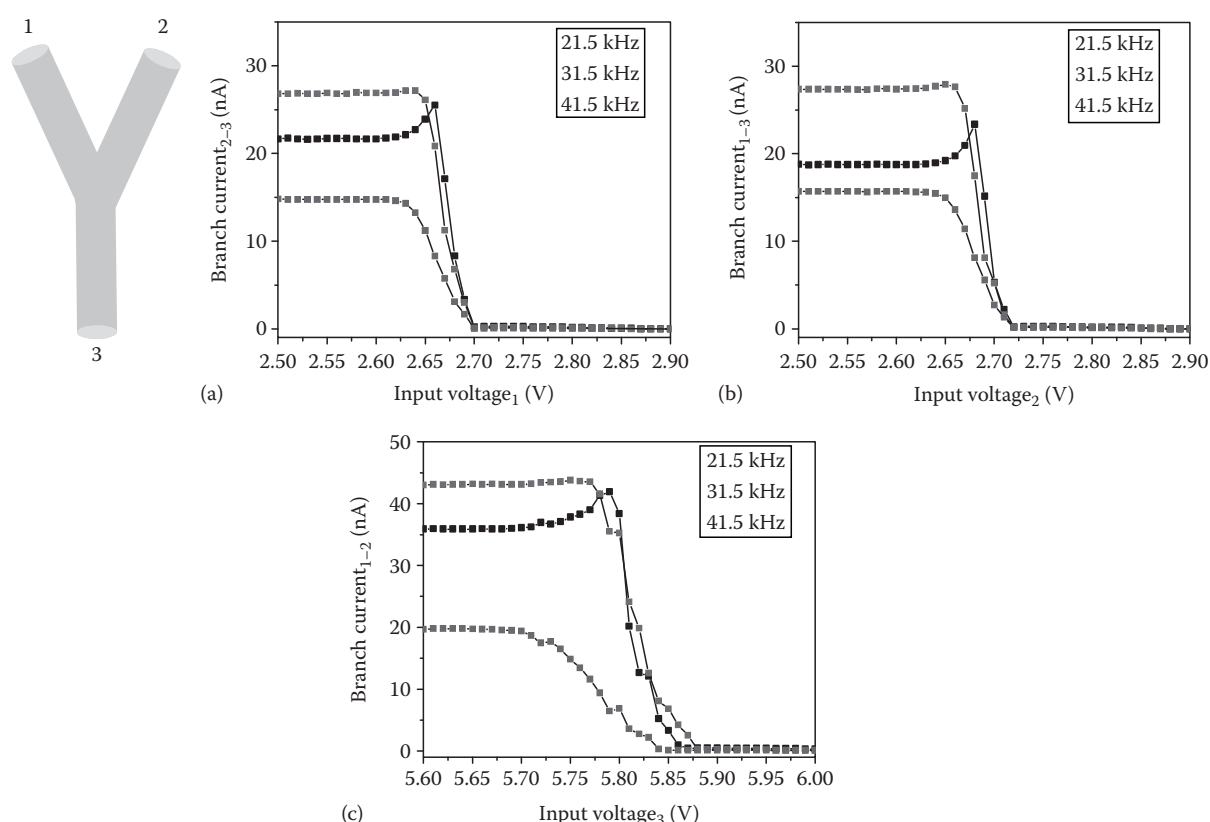 1
2
3
Branch current2–3 (nA)
30
20
10
0
21.5 kHz
31.5 kHz
41.5 kHz
2.50 2.55 2.60 2.65 2.70 2.75 2.80 2.85 2.90
(a)
Input voltage1 (V)
Branch current1–3 (nA)
30
20
10
0
21.5 kHz
31.5 kHz
41.5 kHz
2.50 2.55 2.60 2.65 2.70 2.75 2.80 2.85 2.90
(b)
Input voltage2 (V)
Branch current1–2 (nA)
50
40
30
20
10
0
21.5 kHz
31.5 kHz
41.5 kHz
5.60 5.65 5.70 5.75 5.80 5.85 5.90 5.95 6.00
(c)
Input voltage3 (V)